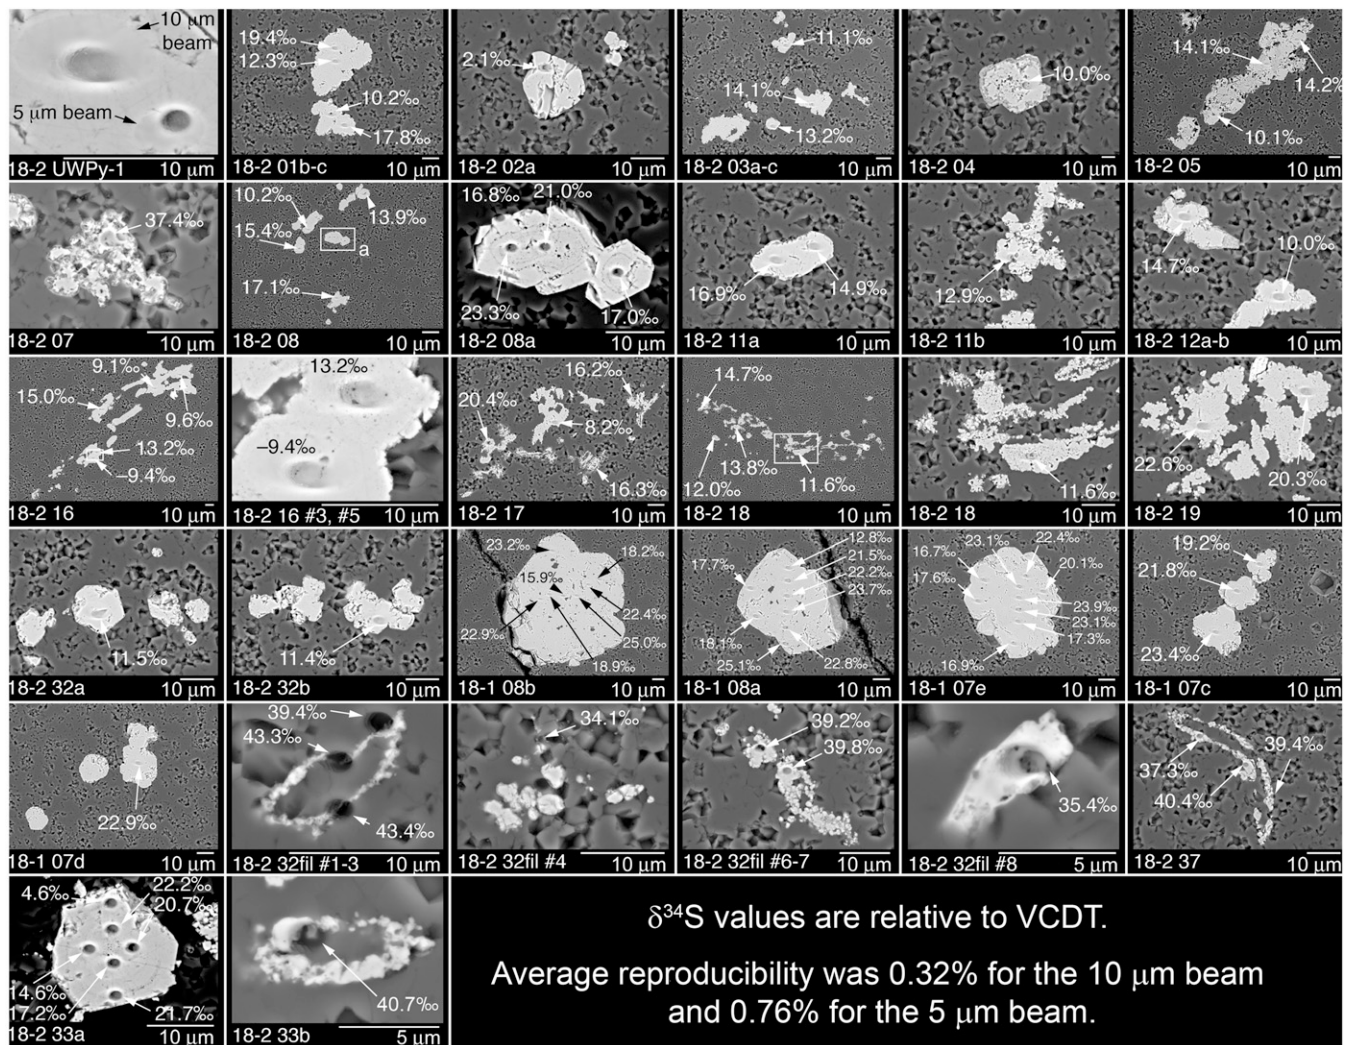 10 μm
beam
5 μm beam
18-2 UWPy-1 10 μm
19.4‰
12.3‰
10.2‰
17.8‰
18-2 01b-c 10 μm
2.1‰
18-2 02a 10 μm
11.1‰
14.1‰
13.2‰
18-2 03a-c 10 μm
10.0‰
18-2 04 10 μm
14.1‰
14.2‰
10.1‰
18-2 05 10 μm
37.4‰
18-2 07 10 μm
10.2‰
13.9‰
15.4‰
a
17.1‰
18-2 08 10 μm
16.8‰ 21.0‰
23.3‰ 17.0‰
18-2 08a 10 μm
16.9‰ 14.9‰
18-2 11a 10 μm
12.9‰
18-2 11b 10 μm
10.0‰
14.7‰
18-2 12a-b 10 μm
9.1‰
15.0‰
9.6‰
13.2‰
–9.4‰
18-2 16 10 μm
13.2‰
–9.4‰
18-2 16 #3, #5 10 μm
16.2‰
20.4‰
8.2‰
16.3‰
18-2 17 10 μm
14.7‰
13.8‰
12.0‰ 11.6‰
18-2 18 10 μm
11.6‰
18-2 18 10 μm
22.6‰
20.3‰
18-2 19 10 μm
11.5‰
18-2 32a 10 μm
11.4‰
18-2 32b 10 μm
23.2‰ 18.2‰
15.9‰
22.4‰
22.9‰
25.0‰
18.9‰
18-1 08b 10 μm
12.8‰
21.5‰
17.7‰
22.2‰
23.7‰
18.1‰
25.1‰ 22.8‰
18-1 08a 10 μm
23.1‰ 22.4‰
16.7‰ 20.1‰
17.6‰
23.9‰
23.1‰
17.3‰
16.9‰
18-1 07e 10 μm
19.2‰
21.8‰
23.4‰
18-1 07c 10 μm
22.9‰
18-1 07d 10 μm
39.4‰
43.3‰
43.4‰
18-2 32fil #1-3 10 μm
34.1‰
18-2 32fil #4 10 μm
39.2‰
39.8‰
18-2 32fil #6-7 10 μm
35.4‰
18-2 32fil #8 5 μm
39.4‰
37.3‰
40.4‰
18-2 37 10 μm
4.6‰ 22.2‰
20.7‰
14.6‰
17.2‰ 21.7‰
18-2 33a 10 μm
40.7‰
18-2 33b 5 μm
δ³⁴S values are relative to VCDT.
Average reproducibility was 0.32% for the 10 μm beam
and 0.76% for the 5 μm beam.